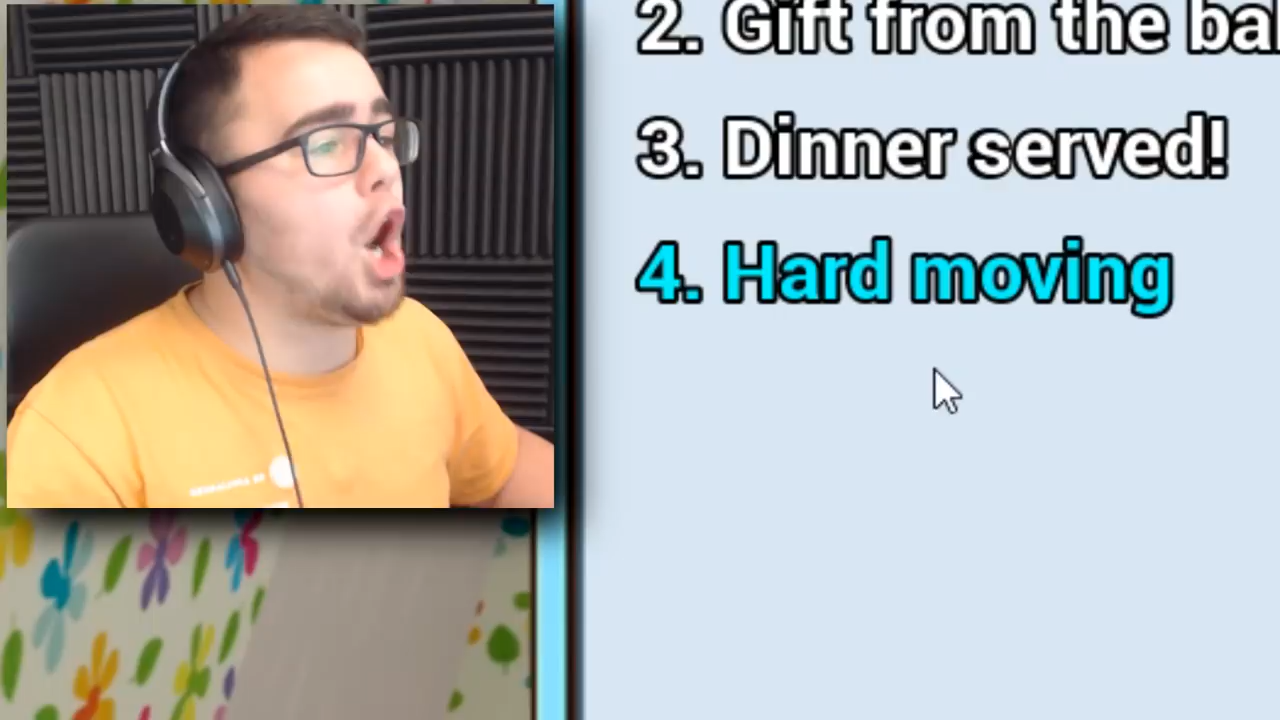 2. Gift from the
3. Dinner served!
4. Hard moving